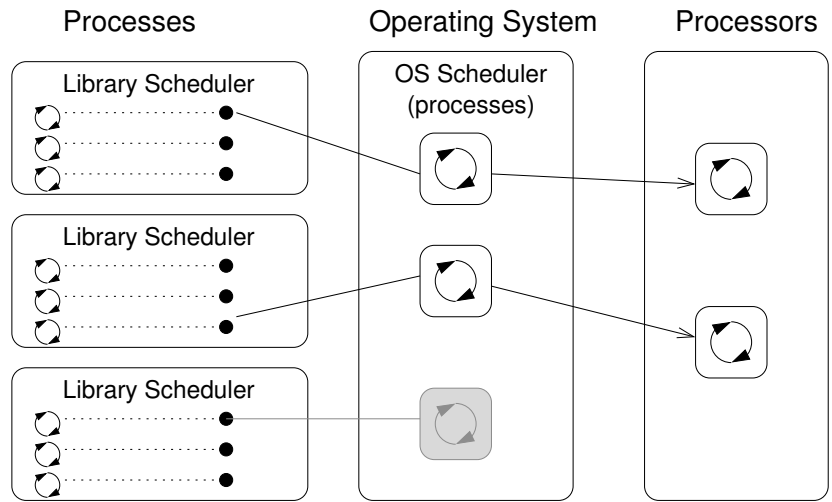 Processes
Operating System
Processors
Library Scheduler
OS Scheduler
(processes)
Library Scheduler
Library Scheduler